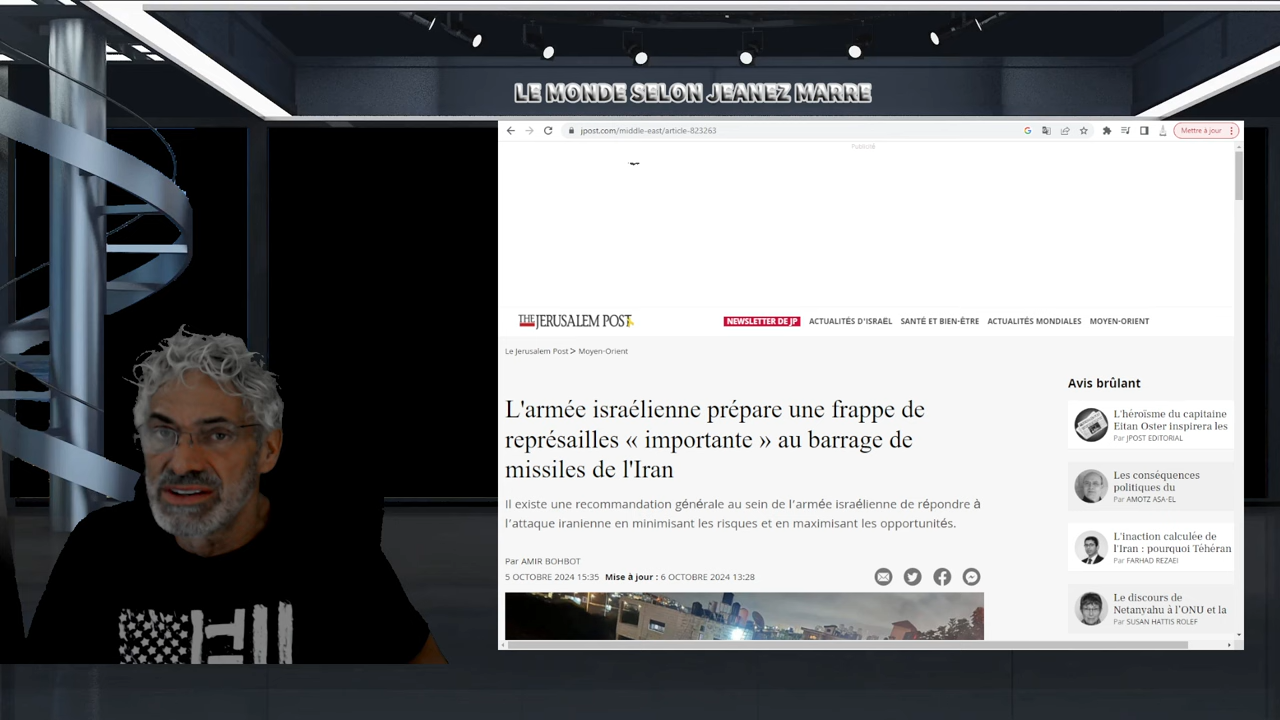 LE MONDE SELON JEANEZ MARRE
jpost.com/middle-east/article-823263
Mettre à jour
Publicité
THE JERUSALEM POST
NEWSLETTER DE JP ACTUALITÉS D'ISRAËL SANTÉ ET BIEN-ÊTRE ACTUALITÉS MONDIALES MOYEN-ORIENT
Le Jerusalem Post > Moyen-Orient
L'armée israélienne prépare une frappe de
représailles « importante » au barrage de
missiles de l'Iran
Il existe une recommandation générale au sein de l'armée israélienne de répondre à
l'attaque iranienne en minimisant les risques et en maximisant les opportunités.
Par AMIR BOHBOT
5 OCTOBRE 2024 15:35 Mise à jour : 6 OCTOBRE 2024 13:28
Avis brûlant
L'héroïsme du capitaine
Eitan Oster inspirera les
Par JPOST EDITORIAL
Les conséquences
politiques du
Par AMOTZ ASA-EL
L'inaction calculée de
l'Iran : pourquoi Téhéran
Par FARHAD REZAEI
Le discours de
Netanyahu à l'ONU et la
Par SUSAN HATTIS ROLEF